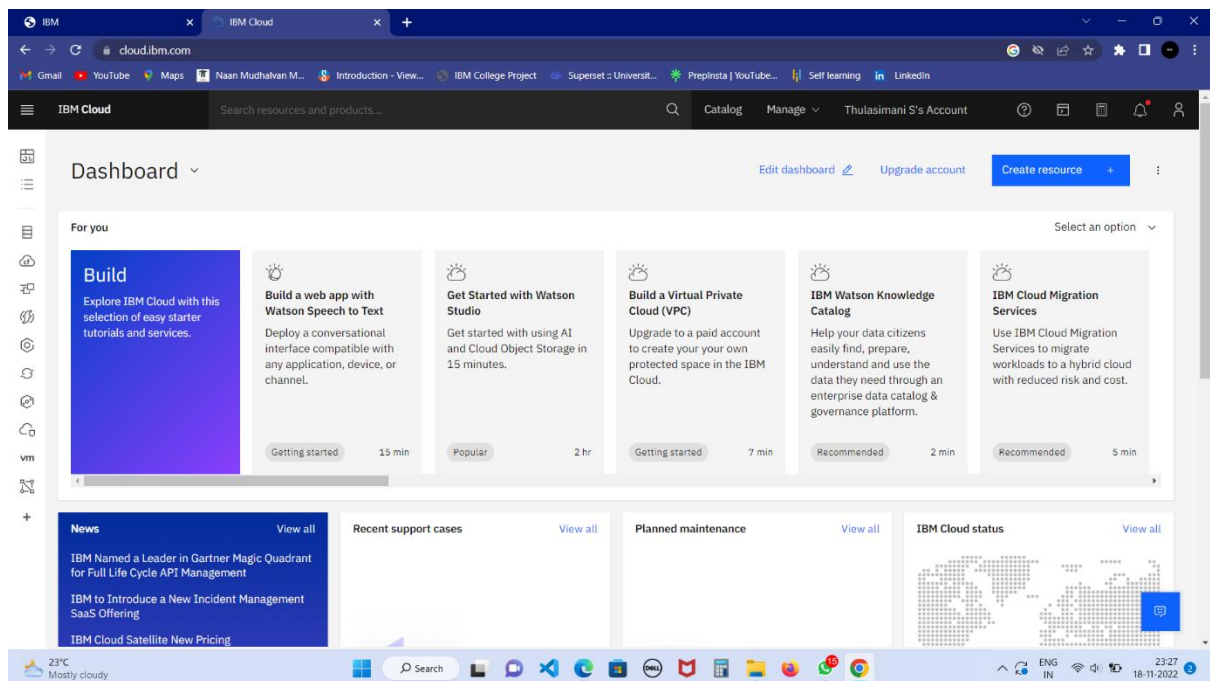 IBM
IBM Cloud
cloud.ibm.com
Gmail YouTube Maps Naan Mudhalvan M... Introduction - View... IBM College Project Superset :: Universit... PrepInsta | YouTube... Self learning LinkedIn
IBM Cloud Search resources and products... Catalog Manage Thulasimani S's Account
Dashboard
Edit dashboard Upgrade account Create resource +
For you
Select an option
Build
Explore IBM Cloud with this
selection of easy starter
tutorials and services.
Build a web app with
Watson Speech to Text
Deploy a conversational
interface compatible with
any application, device, or
channel.
Getting started 15 min
Get Started with Watson
Studio
Get started with using AI
and Cloud Object Storage in
15 minutes.
Popular 2 hr
Build a Virtual Private
Cloud (VPC)
Upgrade to a paid account
to create your your own
protected space in the IBM
Cloud.
Getting started 7 min
IBM Watson Knowledge
Catalog
Help your data citizens
easily find, prepare,
understand and use the
data they need through an
enterprise data catalog &
governance platform.
Recommended 2 min
IBM Cloud Migration
Services
Use IBM Cloud Migration
Services to migrate
workloads to a hybrid cloud
with reduced risk and cost.
Recommended 5 min
vm
News View all
IBM Named a Leader in Gartner Magic Quadrant
for Full Life Cycle API Management
IBM to Introduce a New Incident Management
SaaS Offering
IBM Cloud Satellite New Pricing
Recent support cases View all
Planned maintenance View all
IBM Cloud status View all
23°C
Mostly cloudy
Search
DELL
15
ENG
IN
23:27
18-11-2022
2